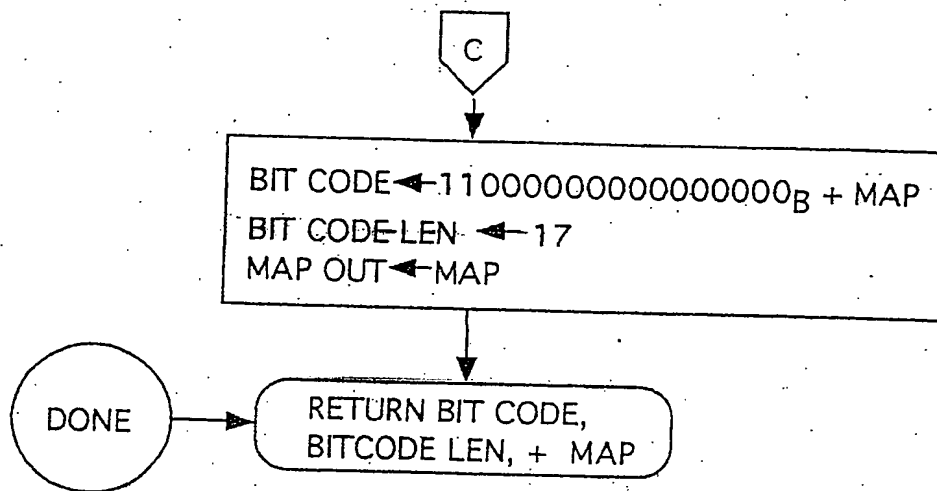 C
BIT CODE←11000000000000000B + MAP
BIT CODE LEN ←17
MAP OUT←MAP
DONE
RETURN BIT CODE,
BITCODE LEN, + MAP